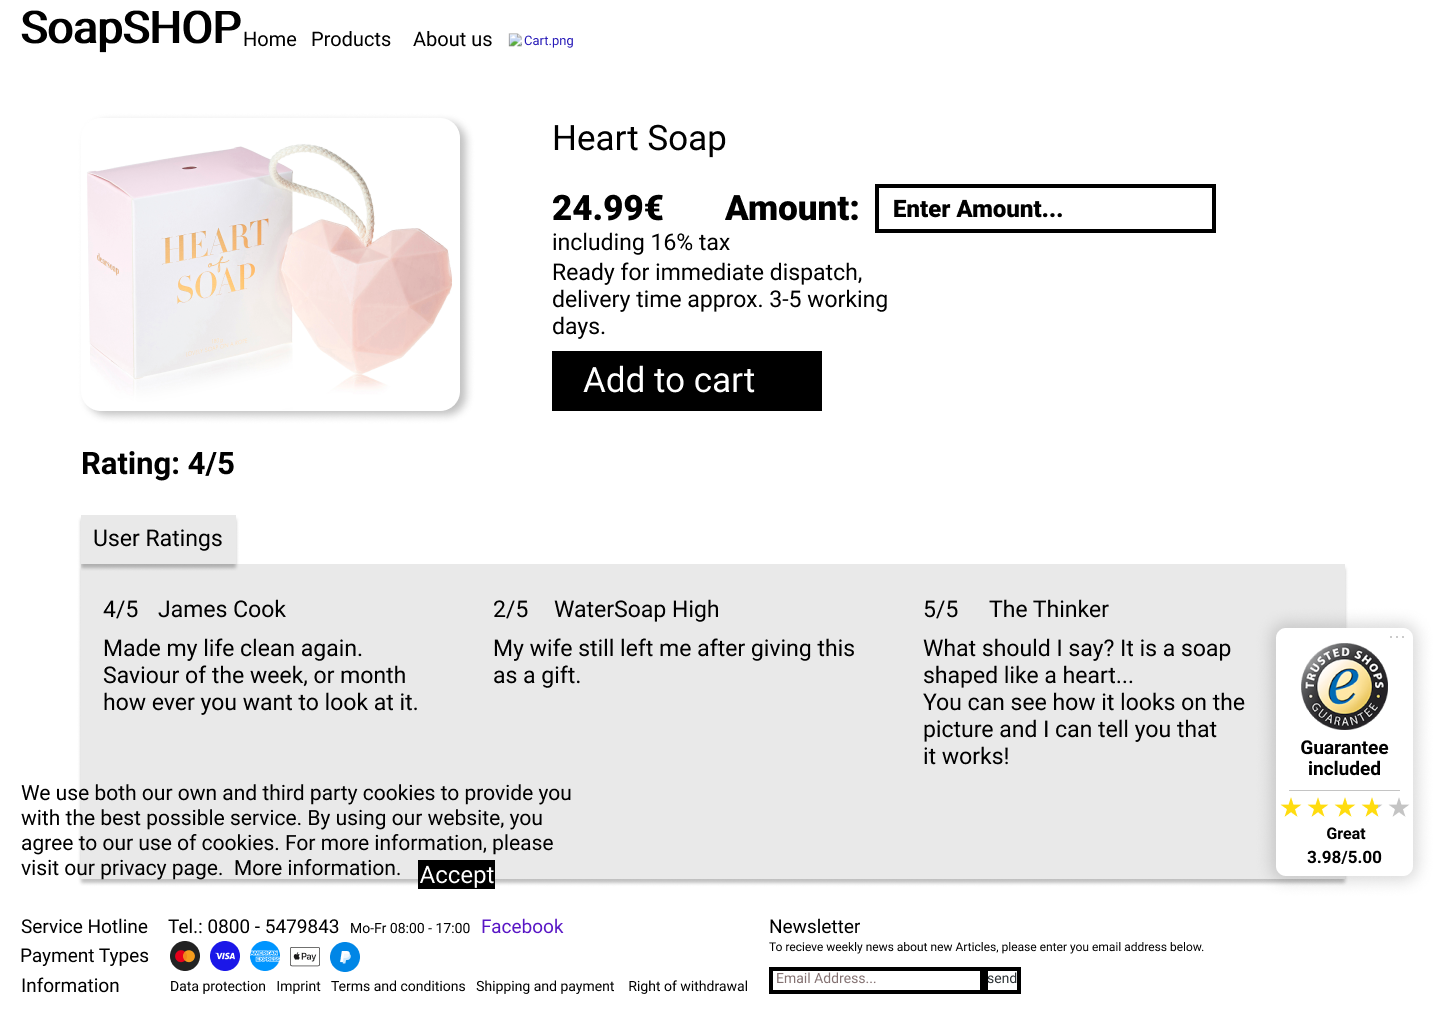 SoapSHOP Home Products About us Cart.png
Heart Soap
24.99€ Amount: Enter Amount...
including 16% tax
Ready for immediate dispatch,
delivery time approx. 3-5 working
days.
Add to cart
HEART
of
SOAP
Rating: 4/5
User Ratings
4/5 James Cook
Made my life clean again.
Saviour of the week, or month
how ever you want to look at it.
2/5 WaterSoap High
My wife still left me after giving this
as a gift.
5/5 The Thinker
What should I say? It is a soap
shaped like a heart...
You can see how it looks on the
picture and I can tell you that
it works!
TRUSTED SHOPS
e
GUARANTEE
Guarantee
included
Great
3.98/5.00
We use both our own and third party cookies to provide you
with the best possible service. By using our website, you
agree to our use of cookies. For more information, please
visit our privacy page. More information. Accept
Service Hotline Tel.: 0800 - 5479843 Mo-Fr 08:00 - 17:00 Facebook
Payment Types VISA AMERICAN EXPRESS Pay
Information Data protection Imprint Terms and conditions Shipping and payment Right of withdrawal
Newsletter
To recieve weekly news about new Articles, please enter you email address below.
Email Address... send